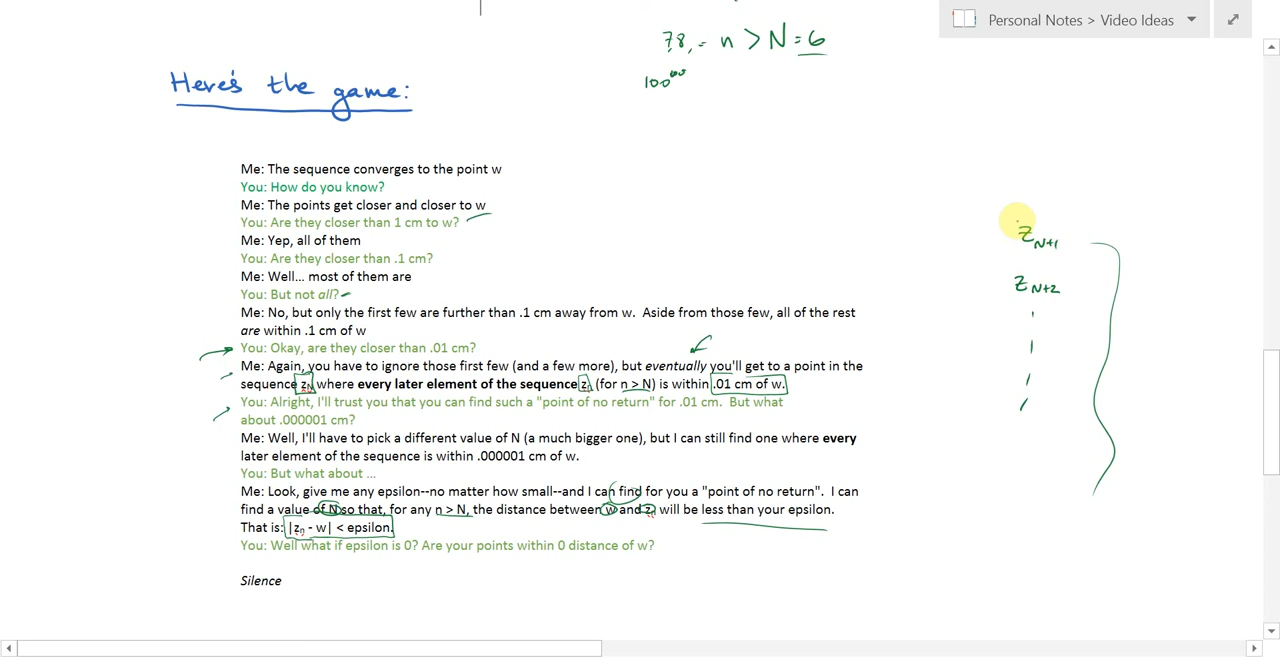 Personal Notes > Video Ideas
7,8, - n > N = 6
100
Here's the game:
Me: The sequence converges to the point w
You: How do you know?
Me: The points get closer and closer to w
You: Are they closer than 1 cm to w?
Me: Yep, all of them
You: Are they closer than .1 cm?
Me: Well... most of them are
You: But not all?
Me: No, but only the first few are further than .1 cm away from w. Aside from those few, all of the rest
are within .1 cm of w
You: Okay, are they closer than .01 cm?
Me: Again, you have to ignore those first few (and a few more), but eventually you'll get to a point in the
sequence zN where every later element of the sequence zn (for n > N) is within .01 cm of w.
You: Alright, I'll trust you that you can find such a "point of no return" for .01 cm. But what
about .000001 cm?
Me: Well, I'll have to pick a different value of N (a much bigger one), but I can still find one where every
later element of the sequence is within .000001 cm of w.
You: But what about ...
Me: Look, give me any epsilon--no matter how small--and I can find for you a "point of no return". I can
find a value of N so that, for any n > N, the distance between w and zn will be less than your epsilon.
That is: |zn - w| < epsilon.
You: Well what if epsilon is 0? Are your points within 0 distance of w?
Silence
zN+1
zN+2